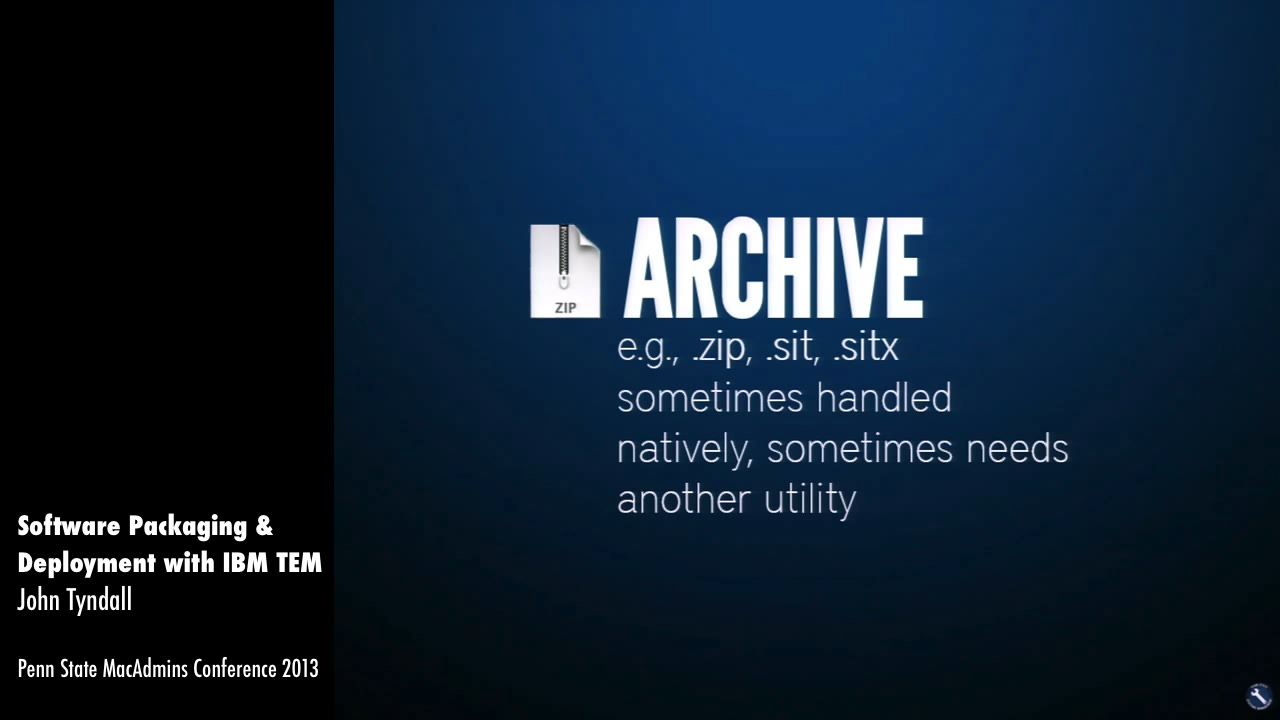 ZIP
ARCHIVE
e.g., .zip, .sit, .sitx
sometimes handled
natively, sometimes needs
another utility
Software Packaging &
Deployment with IBM TEM
John Tyndall
Penn State MacAdmins Conference 2013